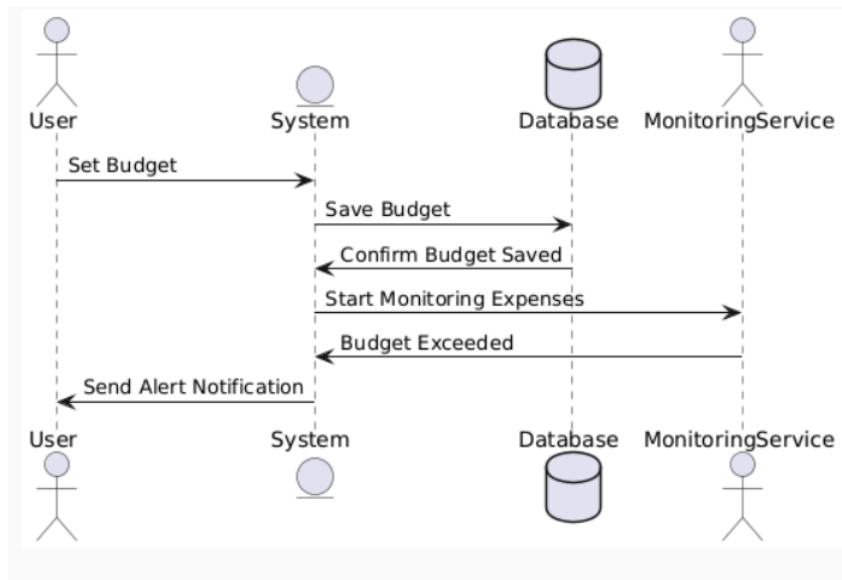 User System Database MonitoringService
Set Budget
Save Budget
Confirm Budget Saved
Start Monitoring Expenses
Budget Exceeded
Send Alert Notification
User System Database MonitoringService